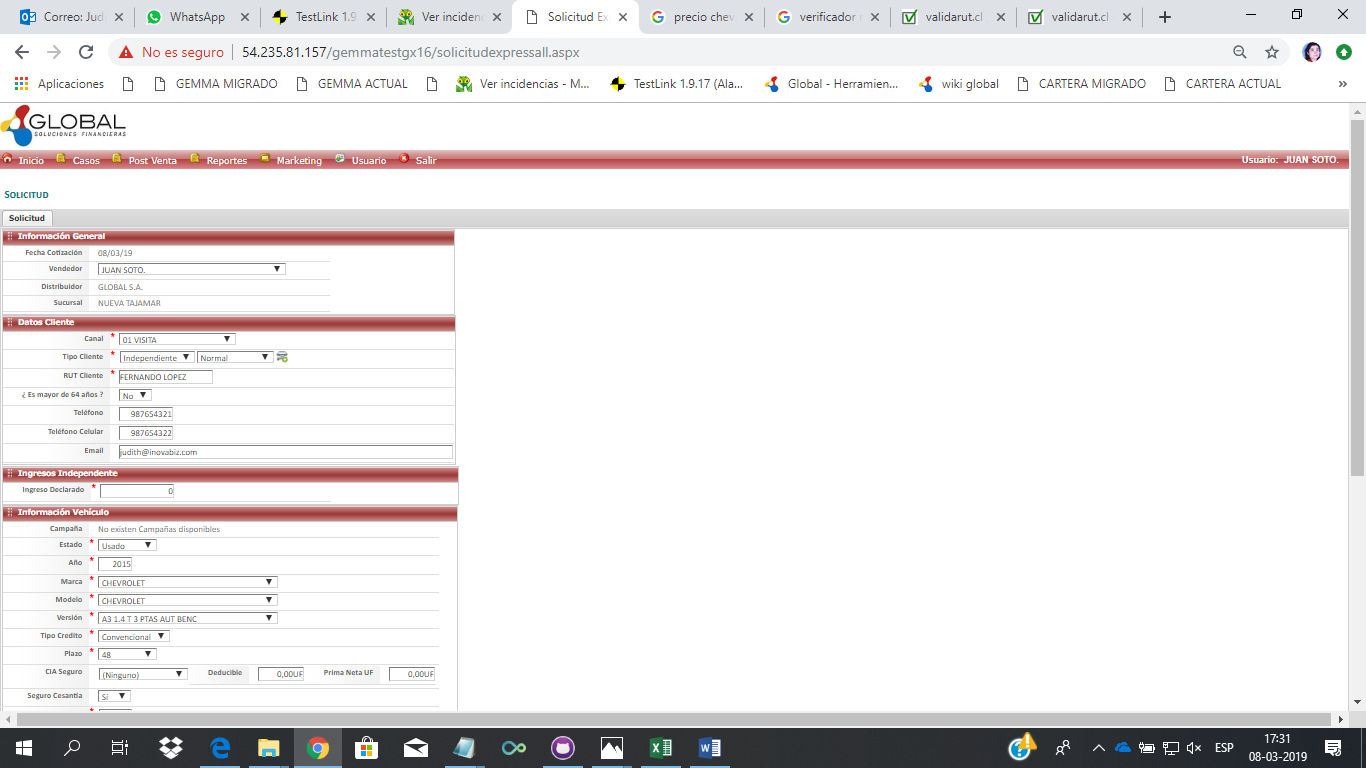 Correo: Jud
WhatsApp
TestLink 1.9
Ver incidenc
Solicitud Ex
precio chev
verificador
validarut.cl
validarut.cl
No es seguro | 54.235.81.157/gemmatestgx16/solicitudexpressall.aspx
Aplicaciones
GEMMA MIGRADO
GEMMA ACTUAL
Ver incidencias - M...
TestLink 1.9.17 (Ala...
Global - Herramien...
wiki global
CARTERA MIGRADO
CARTERA ACTUAL
»
GLOBAL
SOLUCIONES FINANCIERAS
Inicio Casos Post Venta Reportes Marketing Usuario Salir Usuario: JUAN SOTO.
SOLICITUD
Solicitud
Información General
Fecha Cotización 08/03/19
Vendedor JUAN SOTO.
Distribuidor GLOBAL S.A.
Sucursal NUEVA TAJAMAR
Datos Cliente
Canal * 01 VISITA
Tipo Cliente * Independiente Normal
RUT Cliente * FERNANDO LOPEZ
¿ Es mayor de 64 años ? No
Teléfono 987654321
Teléfono Celular 987654322
Email judith@inovabiz.com
Ingresos Independente
Ingreso Declarado * 0
Información Vehículo
Campaña No existen Campañas disponibles
Estado * Usado
Año * 2015
Marca * CHEVROLET
Modelo * CHEVROLET
Versión * A3 1.4 T 3 PTAS AUT BENC
Tipo Credito * Convencional
Plazo * 48
CIA Seguro (Ninguno) Deducible 0,00UF Prima Neta UF 0,00UF
Seguro Cesantía Si
*
ESP
17:31
08-03-2019